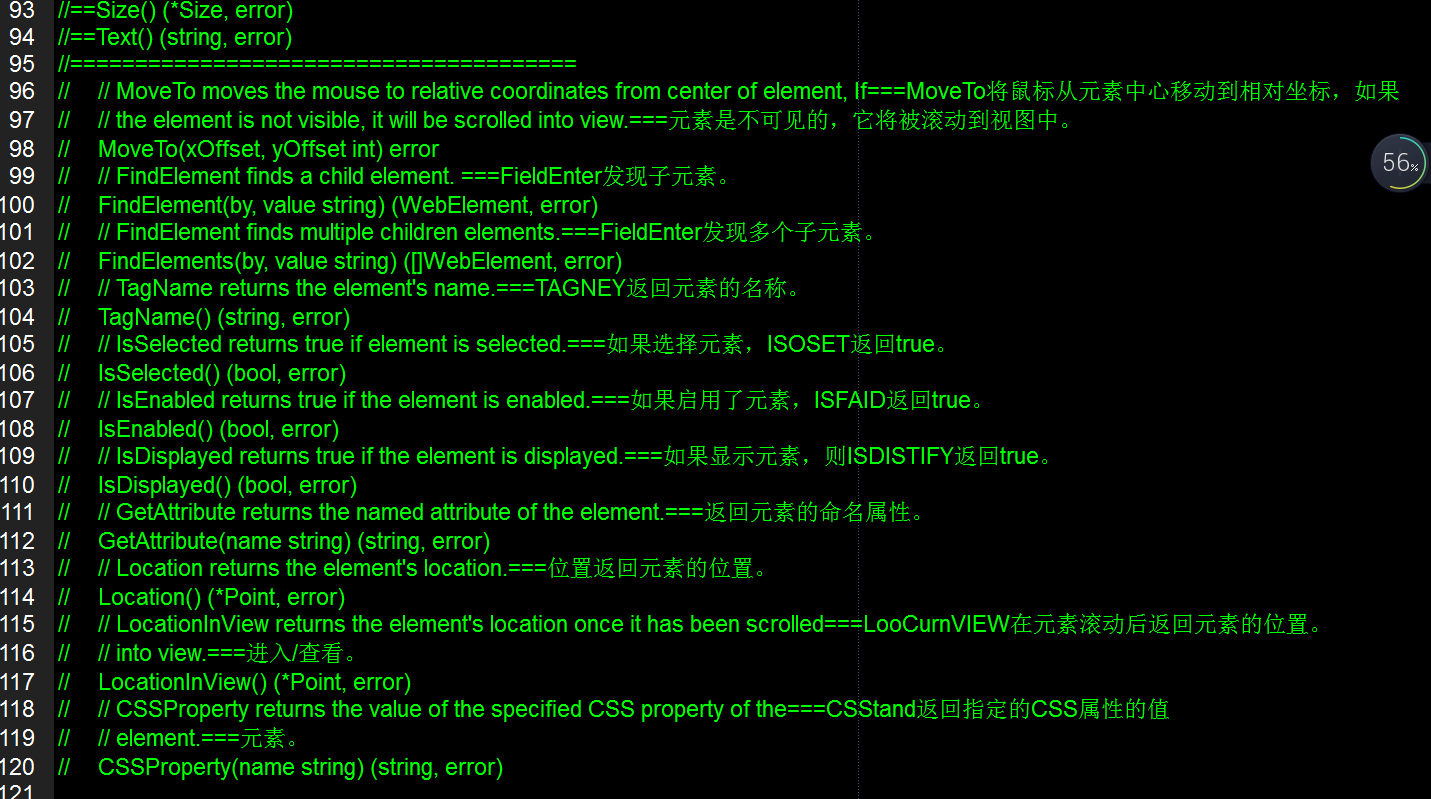 93 //==Size() (*Size, error)
94 //==Text() (string, error)
95 //=======================================
96 // // MoveTo moves the mouse to relative coordinates from center of element, If===MoveTo将鼠标从元素中心移动到相对坐标，如果
97 // // the element is not visible, it will be scrolled into view.===元素是不可见的，它将被滚动到视图中。
98 // MoveTo(xOffset, yOffset int) error
99 // // FindElement finds a child element. ===FieldEnter发现子元素。
100 // FindElement(by, value string) (WebElement, error)
101 // // FindElement finds multiple children elements.===FieldEnter发现多个子元素。
102 // FindElements(by, value string) ([]WebElement, error)
103 // // TagName returns the element's name.===TAGNEY返回元素的名称。
104 // TagName() (string, error)
105 // // IsSelected returns true if element is selected.===如果选择元素，ISOSET返回true。
106 // IsSelected() (bool, error)
107 // // IsEnabled returns true if the element is enabled.===如果启用了元素，ISFAID返回true。
108 // IsEnabled() (bool, error)
109 // // IsDisplayed returns true if the element is displayed.===如果显示元素，则ISDISTIFY返回true。
110 // IsDisplayed() (bool, error)
111 // // GetAttribute returns the named attribute of the element.===返回元素的命名属性。
112 // GetAttribute(name string) (string, error)
113 // // Location returns the element's location.===位置返回元素的位置。
114 // Location() (*Point, error)
115 // // LocationInView returns the element's location once it has been scrolled===LooCurnVIEW在元素滚动后返回元素的位置。
116 // // into view.===进入/查看。
117 // LocationInView() (*Point, error)
118 // // CSSProperty returns the value of the specified CSS property of the===CSStand返回指定的CSS属性的值
119 // // element.===元素。
120 // CSSProperty(name string) (string, error)
121
56%